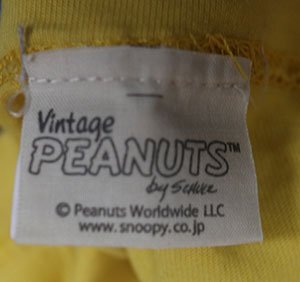 Vintage
PEANUTS™
by SCHULZ
© Peanuts Worldwide LLC
www.snoopy.co.jp